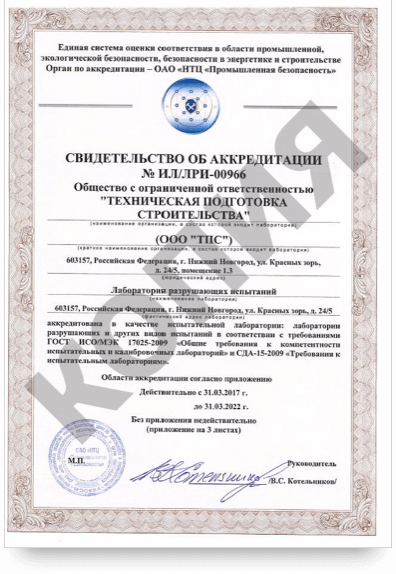 Единая система оценки соответствия в области промышленной,
экологической безопасности, безопасности в энергетике и строительстве
Орган по аккредитации – ОАО «НТЦ «Промышленная безопасность»
СВИДЕТЕЛЬСТВО ОБ АККРЕДИТАЦИИ
№ ИЛ/ЛРИ-00966
Общество с ограниченной ответственностью
"ТЕХНИЧЕСКАЯ ПОДГОТОВКА
СТРОИТЕЛЬСТВА"
(наименование организации, в состав которой входит лаборатория)
(ООО "ТПС")
(краткое наименование организации, в состав которой входит лаборатория)
603157, Российская Федерация, г. Нижний Новгород, ул. Красных зорь,
д. 24/5, помещение 1.3
(юридический адрес)
Лаборатория разрушающих испытаний
(наименование лаборатории)
603157, Российская Федерация, г. Нижний Новгород, ул. Красных зорь, д. 24/5
(фактический адрес лаборатории)
аккредитована в качестве испытательной лаборатории: лаборатории
разрушающих и других видов испытаний в соответствии с требованиями
ГОСТ ИСО/МЭК 17025-2009 «Общие требования к компетентности
испытательных и калибровочных лабораторий» и СДА-15-2009 «Требования к
испытательным лабораториям».
Области аккредитации согласно приложению
Действительно с 31.03.2017 г.
до 31.03.2022 г.
Без приложения недействительно
(приложение на 3 листах)
Руководитель
М.П.
/В.С. Котельников/
ОАО «НТЦ
КОПИЯ